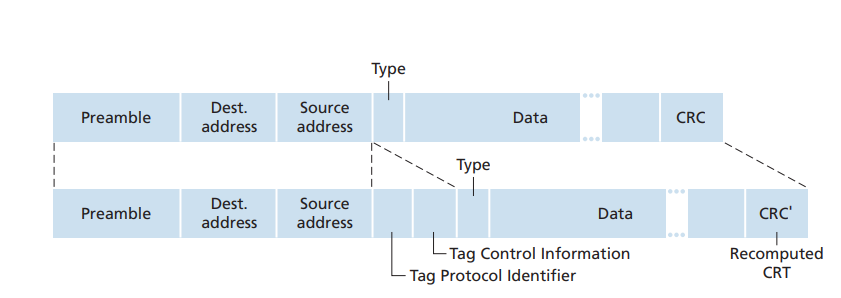 Type
Preamble
Dest.
address
Source
address
Data
CRC
Type
Preamble
Dest.
address
Source
address
Data
CRC'
Tag Control Information
Tag Protocol Identifier
Recomputed
CRT